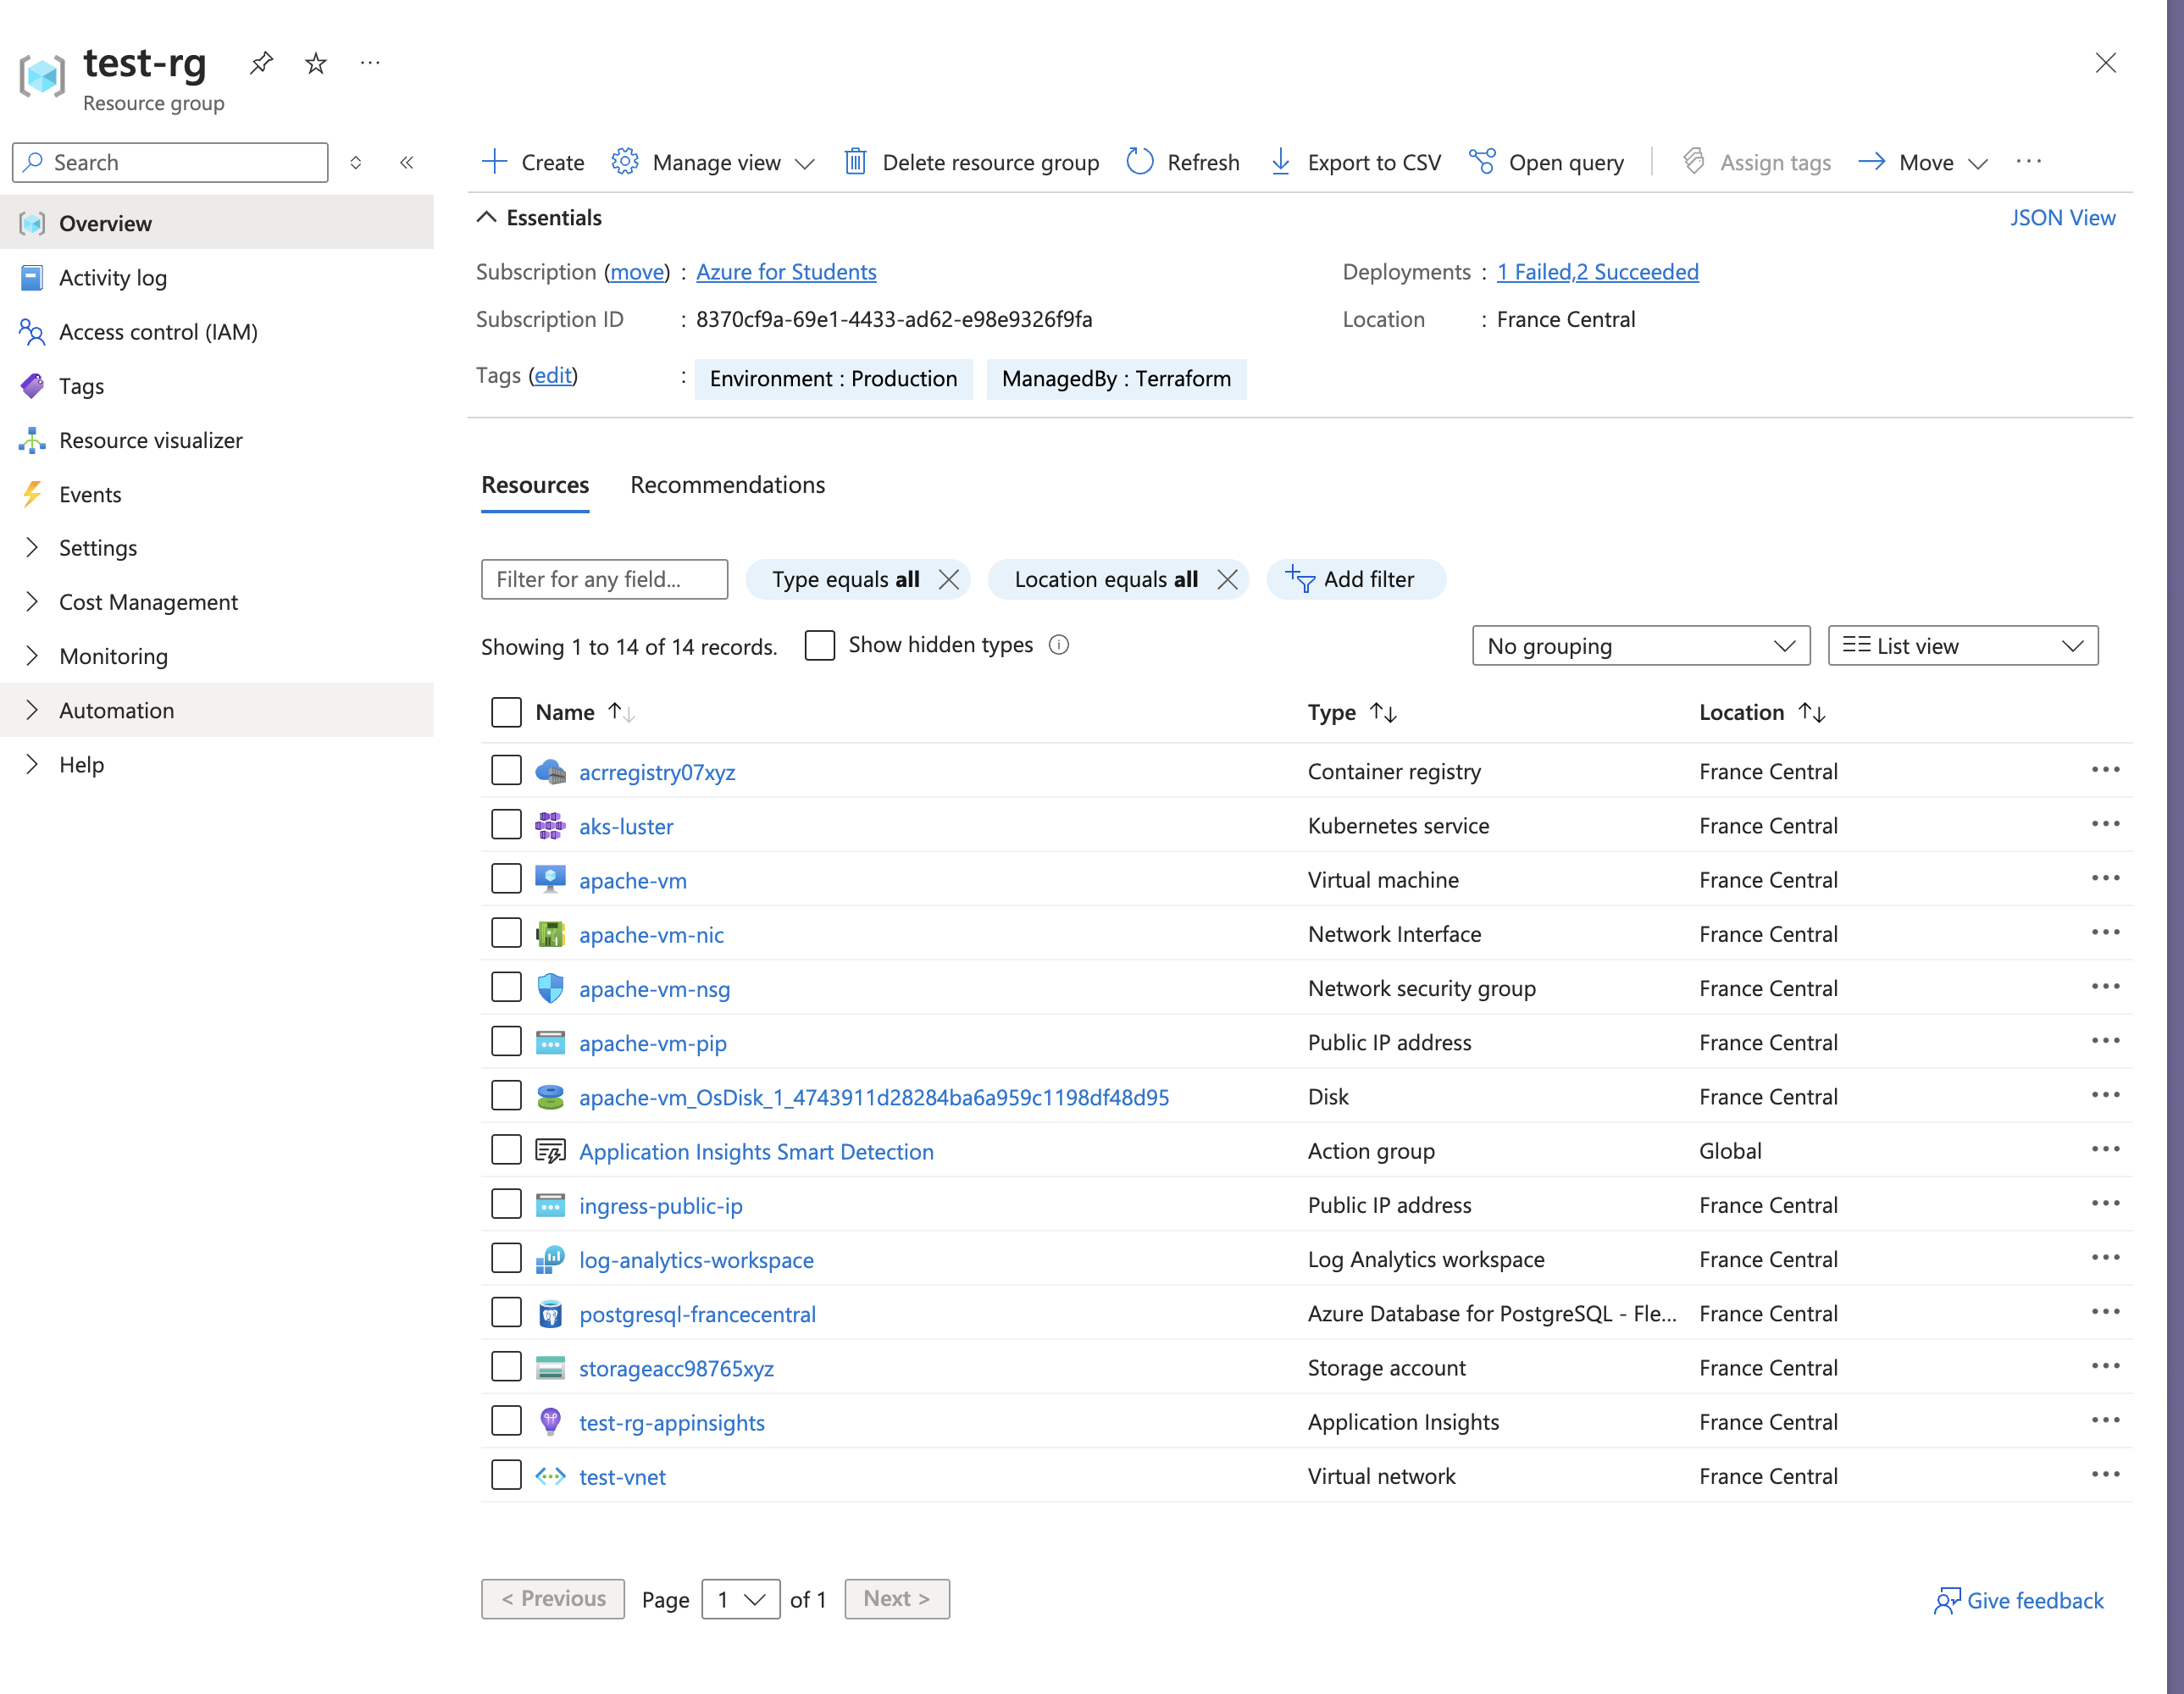 test-rg
Resource group
Search
Overview
Activity log
Access control (IAM)
Tags
Resource visualizer
Events
Settings
Cost Management
Monitoring
Automation
Help
Create Manage view Delete resource group Refresh Export to CSV Open query Assign tags Move
Essentials JSON View
Subscription (move) : Azure for Students Deployments : 1 Failed,2 Succeeded
Subscription ID : 8370cf9a-69e1-4433-ad62-e98e9326f9fa Location : France Central
Tags (edit) : Environment : Production ManagedBy : Terraform
Resources Recommendations
Filter for any field... Type equals all Location equals all Add filter
Showing 1 to 14 of 14 records. Show hidden types No grouping List view
Name Type Location
acrregistry07xyz Container registry France Central
aks-luster Kubernetes service France Central
apache-vm Virtual machine France Central
apache-vm-nic Network Interface France Central
apache-vm-nsg Network security group France Central
apache-vm-pip Public IP address France Central
apache-vm_OsDisk_1_4743911d28284ba6a959c1198df48d95 Disk France Central
Application Insights Smart Detection Action group Global
ingress-public-ip Public IP address France Central
log-analytics-workspace Log Analytics workspace France Central
postgresql-francecentral Azure Database for PostgreSQL - Fle... France Central
storageacc98765xyz Storage account France Central
test-rg-appinsights Application Insights France Central
test-vnet Virtual network France Central
< Previous Page 1 of 1 Next > Give feedback